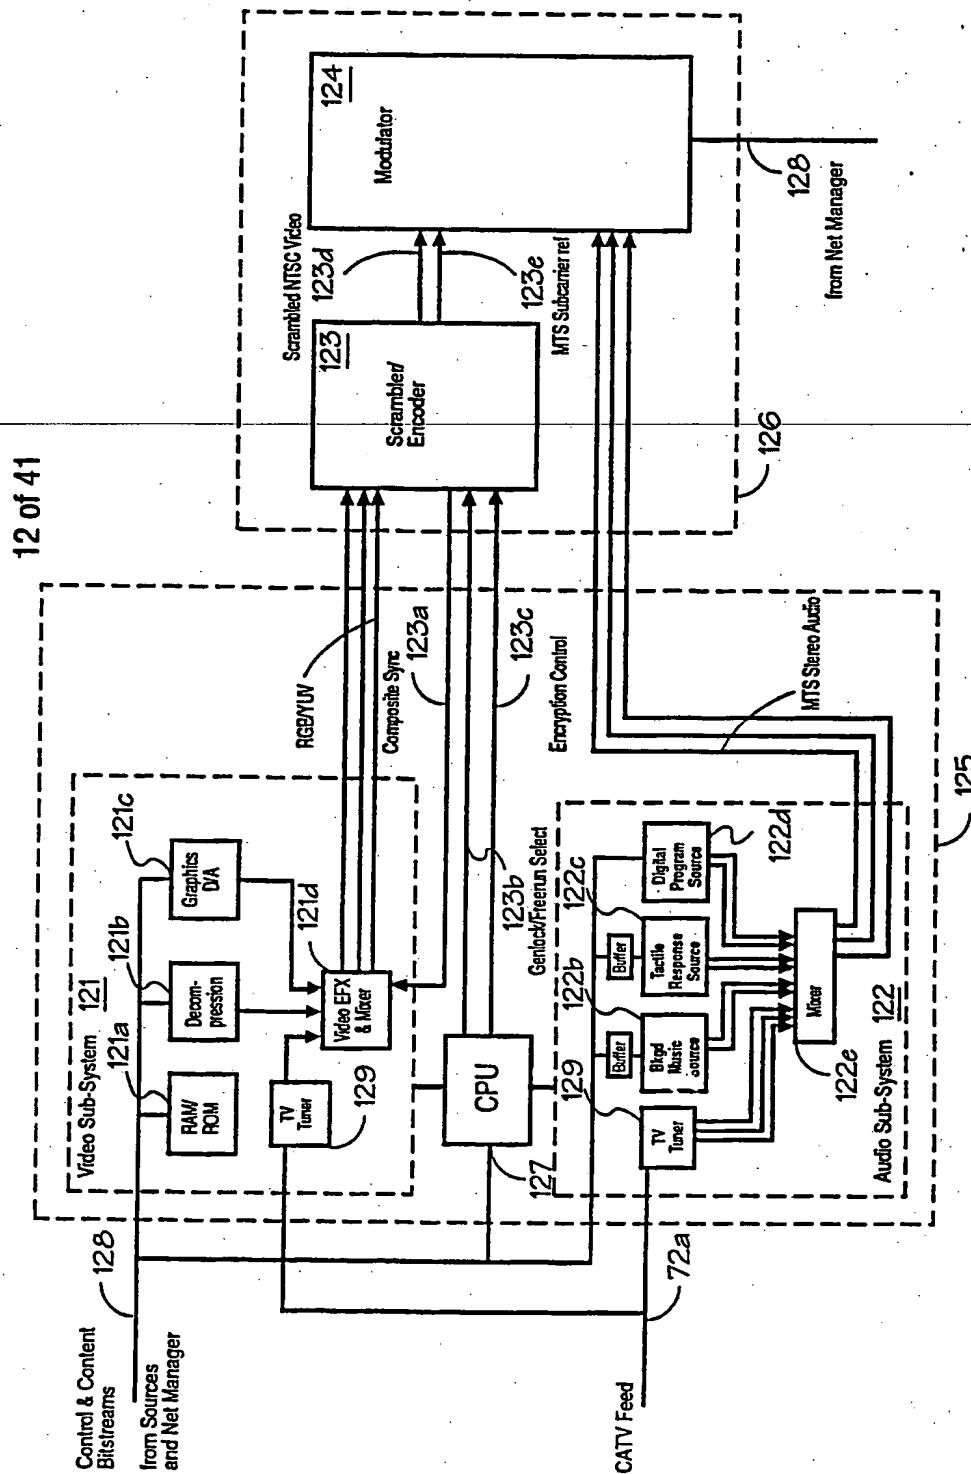 12 of 41
Control & Content
Bitstreams
from Sources
and Net Manager
128
Video Sub-System
121
121a
RAM/
ROM
121b
Decom-
pression
121c
Graphics
D/A
121d
Video EFX
& Mixer
TV
Tuner
129
RGB/YUV
Composite Sync
123a
123c
Encryption Control
123b
Genlock/Freerun Select
CPU
127
CATV Feed
72a
129
TV
Tuner
122b
Buffer
Bkgd
Music
Source
122c
Buffer
Tactile
Response
Source
122d
Digital
Program
Source
Mixer
122e
Audio Sub-System
122
MTS Stereo Audio
125
Scrambler/
Encoder
123
Scrambled NTSC Video
123d
123e
MTS Subcarrier ref
124
Modulator
126
128
from Net Manager